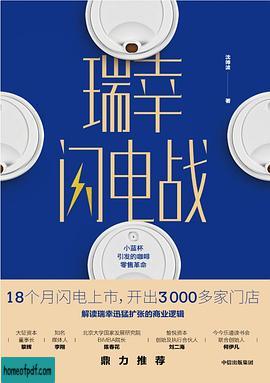 瑞幸
闪电战
沈帅波
著
小蓝杯
引发的咖啡
零售革命
18个月闪电上市，开出3000多家门店
解读瑞幸迅猛扩张的商业逻辑
大钲资本
董事长
黎辉
知名
媒体人
李翔
北京大学国家发展研究院
BiMBA院长
陈春花
愉悦资本
创始及执行合伙人
刘二海
今今乐道读书会
联合创始人
何伊凡
鼎力推荐
中信出版集团
homeofpdf.com